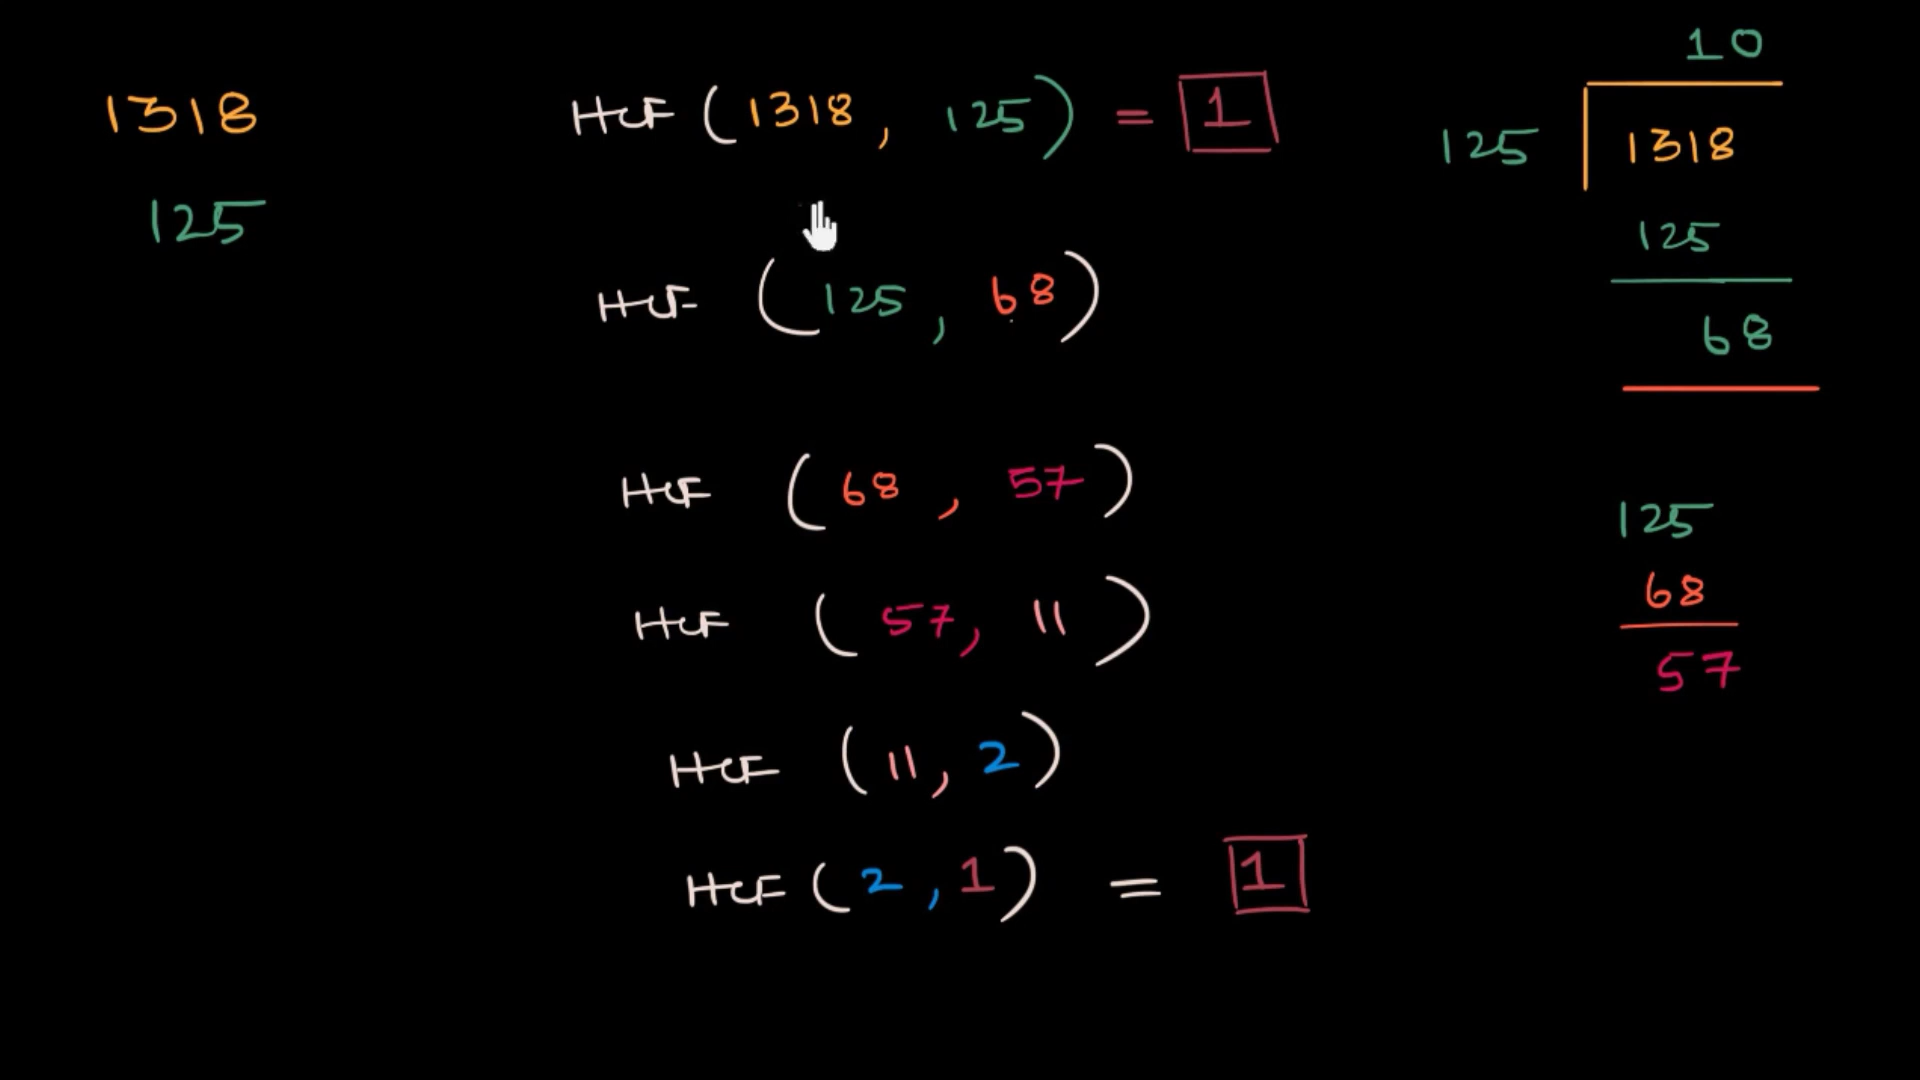 1318
125
HCF (1318, 125) = 1
HCF (125, 68)
HCF (68, 57)
HCF (57, 11)
HCF (11, 2)
HCF (2, 1) = 1
10
125 1318
125
68
125
68
57